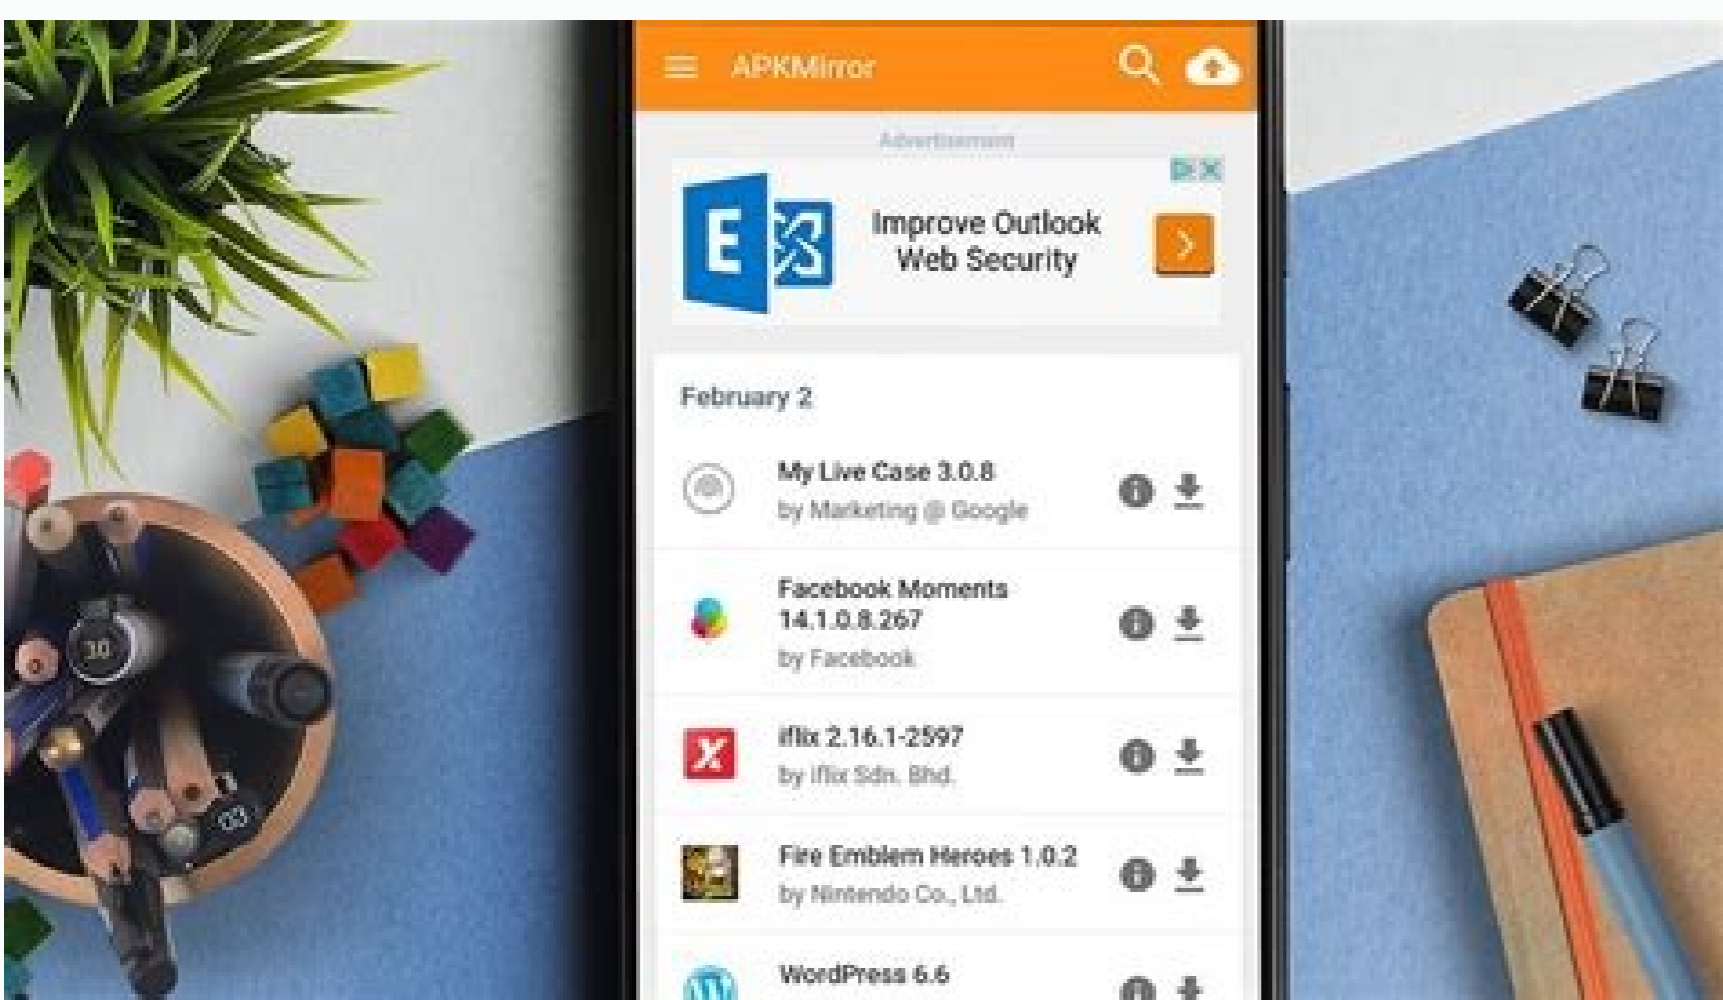 APKMirror
Advertisement
E
Improve Outlook
Web Security
February 2
My Live Case 3.0.8
by Marketing @ Google
Facebook Moments
14.1.0.8.267
by Facebook
iflix 2.16.1-2597
by iflix Sdn. Bhd.
Fire Emblem Heroes 1.0.2
by Nintendo Co., Ltd.
WordPress 6.6
10
03